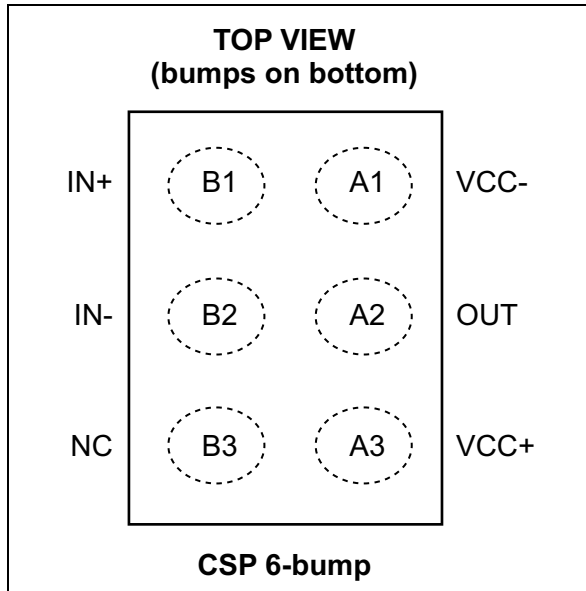 TOP VIEW
(bumps on bottom)
IN+ B1 A1 VCC-
IN- B2 A2 OUT
NC B3 A3 VCC+
CSP 6-bump